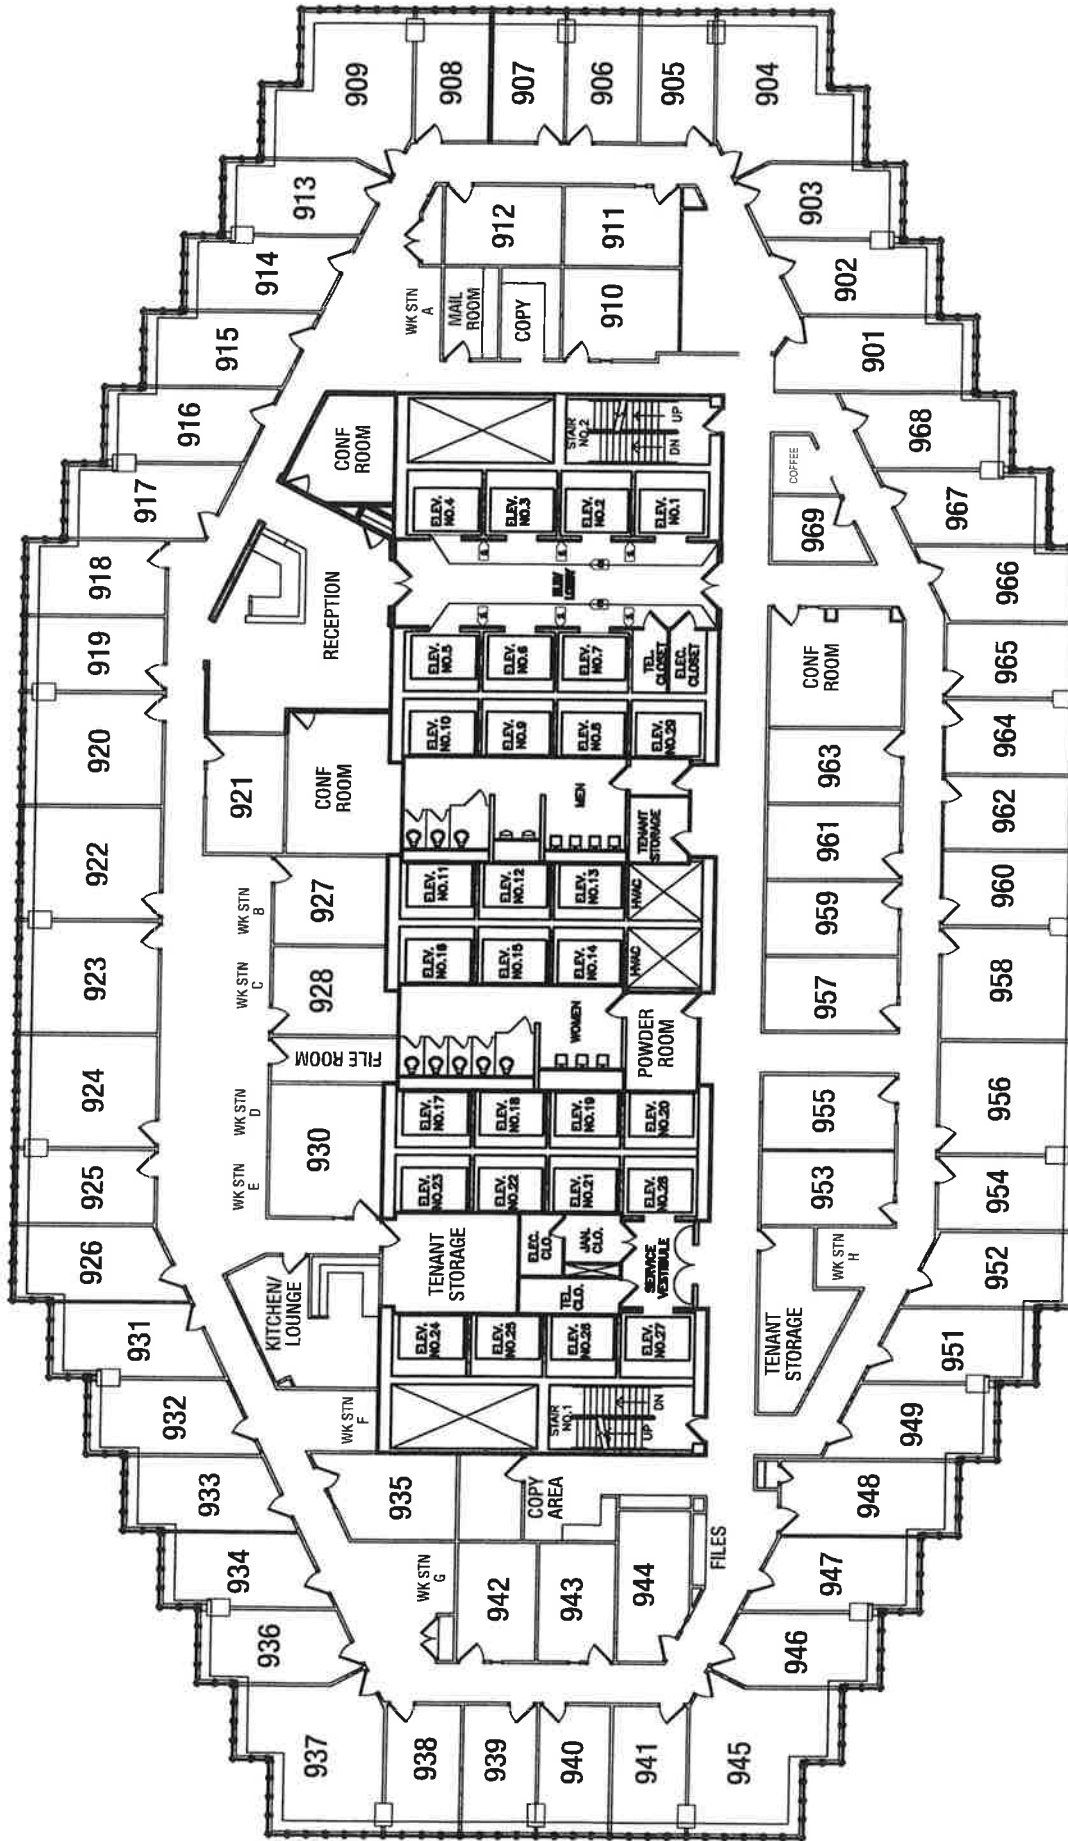 909
908
907
906
905
904
913
912
911
903
914
WK STN
A
MAIL
ROOM
COPY
910
902
915
901
916
CONF
ROOM
STAIR
NO.2
UP
DN
968
COFFEE
917
ELEV.
NO.4
ELEV.
NO.3
ELEV.
NO.2
ELEV.
NO.1
969
967
918
RECEPTION
ELEV
LOBBY
966
919
ELEV.
NO.5
ELEV.
NO.6
ELEV.
NO.7
TEL.
CLOSET
ELEC.
CLOSET
CONF
ROOM
965
920
ELEV.
NO.10
ELEV.
NO.9
ELEV.
NO.8
ELEV.
NO.29
964
921
CONF
ROOM
MEN
TENANT
STORAGE
963
962
922
961
WK STN
B
927
ELEV.
NO.11
ELEV.
NO.12
ELEV.
NO.13
HVAC
960
923
959
WK STN
C
928
ELEV.
NO.16
ELEV.
NO.15
ELEV.
NO.14
HVAC
958
957
924
FILE ROOM
WOMEN
POWDER
ROOM
956
WK STN
D
930
ELEV.
NO.17
ELEV.
NO.18
ELEV.
NO.19
ELEV.
NO.20
955
925
WK STN
E
ELEV.
NO.23
ELEV.
NO.22
ELEV.
NO.21
ELEV.
NO.28
953
954
926
KITCHEN/
LOUNGE
TENANT
STORAGE
ELEC.
CLO.
JAN.
CLO.
TEL.
CLO.
SERVICE
VESTIBULE
WK STN
H
952
931
ELEV.
NO.24
ELEV.
NO.25
ELEV.
NO.26
ELEV.
NO.27
TENANT
STORAGE
951
932
WK STN
F
STAIR
NO.1
DN
UP
949
933
935
COPY
AREA
948
934
WK STN
G
942
943
944
FILES
947
936
946
937
938
939
940
941
945